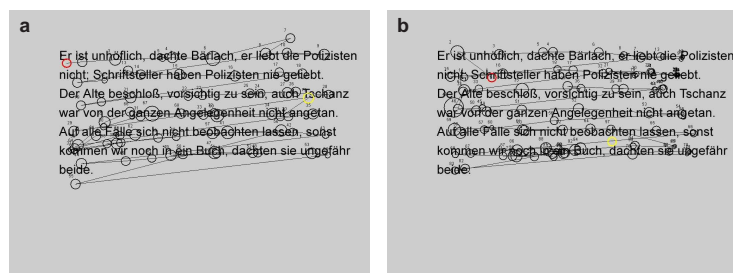 a
Er ist unhöflich, dachte Bärlach, er liebt die Polizisten
nicht; Schriftsteller haben Polizisten nie geliebt.
Der Alte beschloß, vorsichtig zu sein, auch Tschanz
war von der ganzen Angelegenheit nicht angetan.
Auf alle Fälle sich nicht beobachten lassen, sonst
kommen wir noch in ein Buch, dachten sie ungefähr
beide.
b
Er ist unhöflich, dachte Bärlach, er liebt die Polizisten
nicht; Schriftsteller haben Polizisten nie geliebt.
Der Alte beschloß, vorsichtig zu sein, auch Tschanz
war von der ganzen Angelegenheit nicht angetan.
Auf alle Fälle sich nicht beobachten lassen, sonst
kommen wir noch in ein Buch, dachten sie ungefähr
beide.